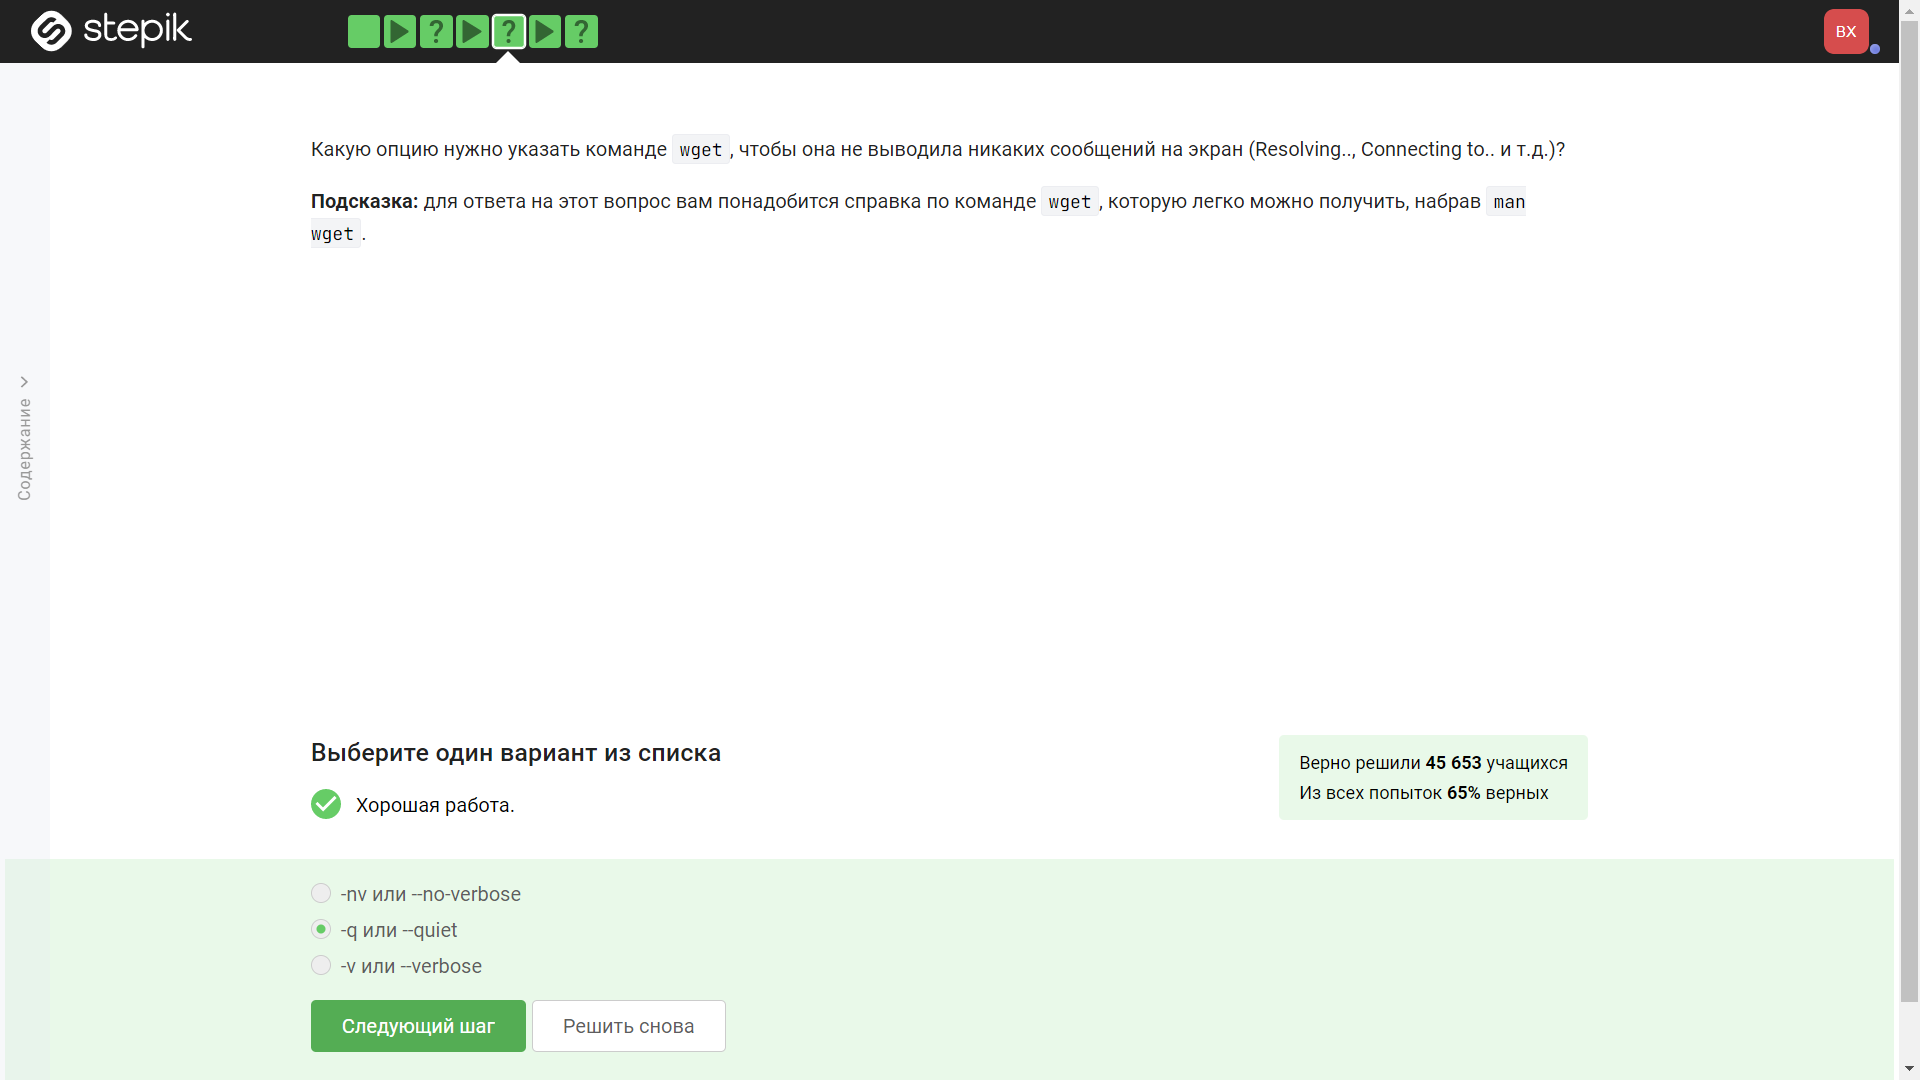 stepik
?
?
?
BX
Какую опцию нужно указать команде wget, чтобы она не выводила никаких сообщений на экран (Resolving.., Connecting to.. и т.д.)?
Подсказка: для ответа на этот вопрос вам понадобится справка по команде wget, которую легко можно получить, набрав man
wget.
Содержание
Выберите один вариант из списка
Хорошая работа.
Верно решили 45 653 учащихся
Из всех попыток 65% верных
-nv или --no-verbose
-q или --quiet
-v или --verbose
Следующий шаг
Решить снова